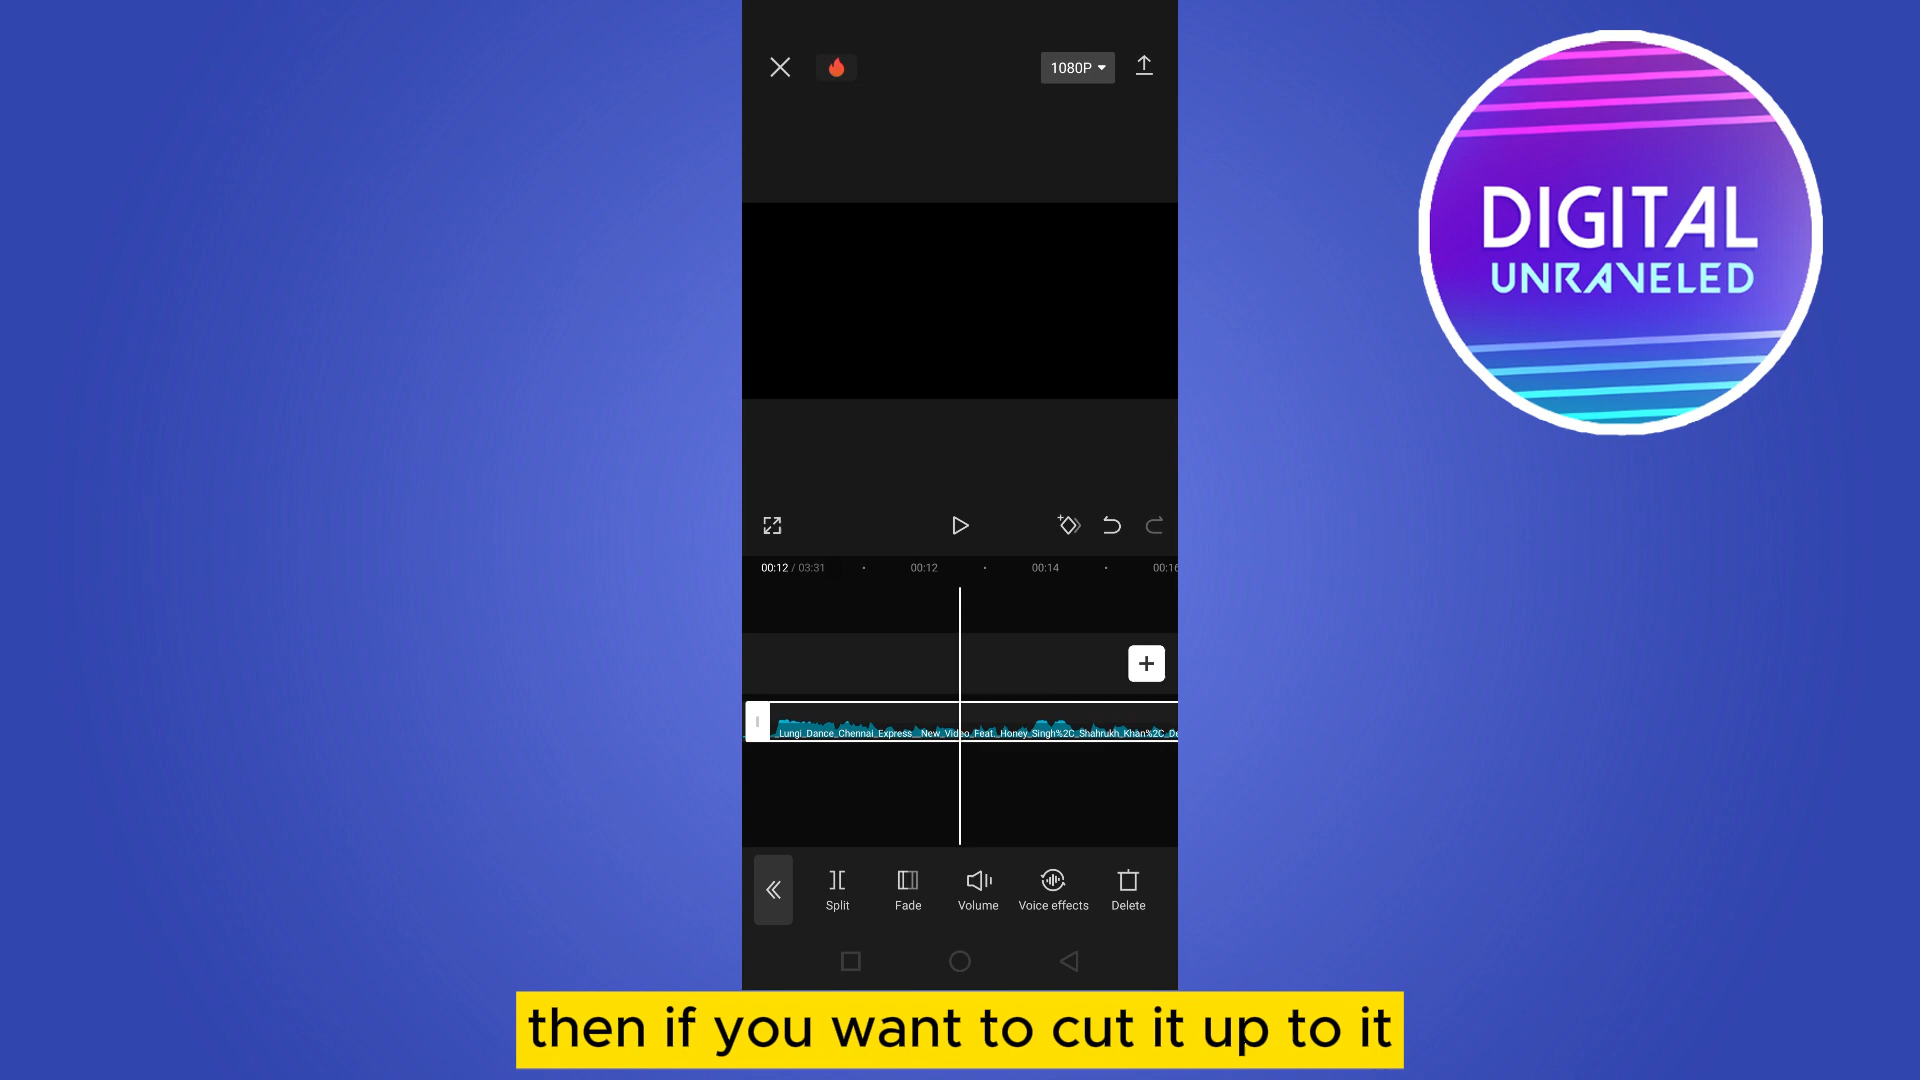 1080P
DIGITAL
UNRAVELED
00:12 / 03:31
00:12
00:14
00:16
Lungi_Dance_Chennai_Express__New_Video_Feat._Honey_Singh%2C_Shahrukh_Khan%2C_De
Split
Fade
Volume
Voice effects
Delete
then if you want to cut it up to it